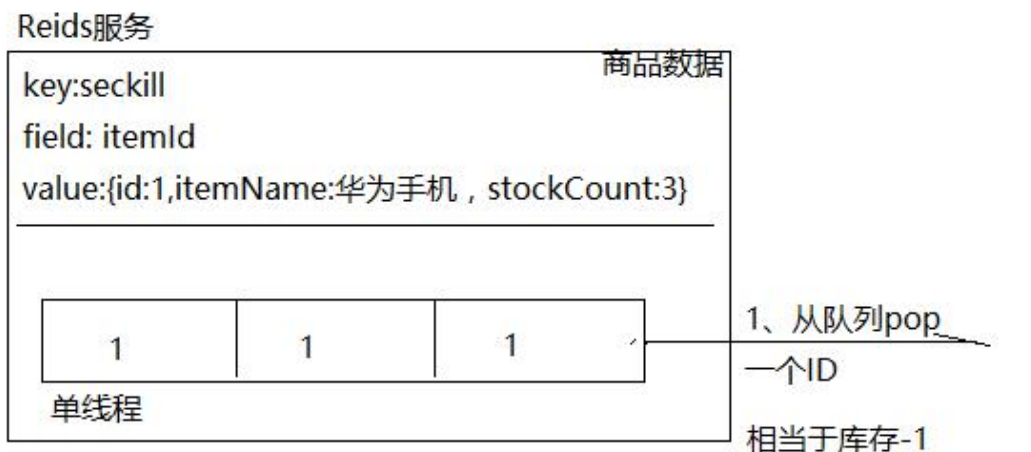 Reids服务
商品数据
key:seckill
field: itemId
value:{id:1,itemName:华为手机，stockCount:3}
1 1 1
单线程
1、从队列pop
一个ID
相当于库存-1